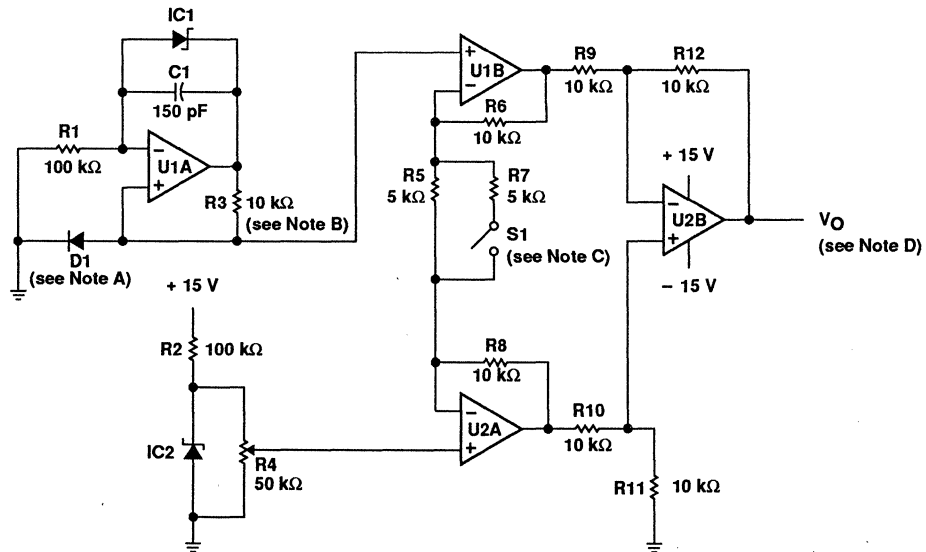 IC1
C1
150 pF
R1
100 kΩ
U1A
−
+
R3
10 kΩ
(see Note B)
D1
(see Note A)
+ 15 V
R2
100 kΩ
IC2
R4
50 kΩ
+
−
U1B
R6
10 kΩ
R5
5 kΩ
R7
5 kΩ
S1
(see Note C)
R8
10 kΩ
−
+
U2A
R9
10 kΩ
R12
10 kΩ
+ 15 V
−
+
U2B
− 15 V
VO
(see Note D)
R10
10 kΩ
R11
10 kΩ